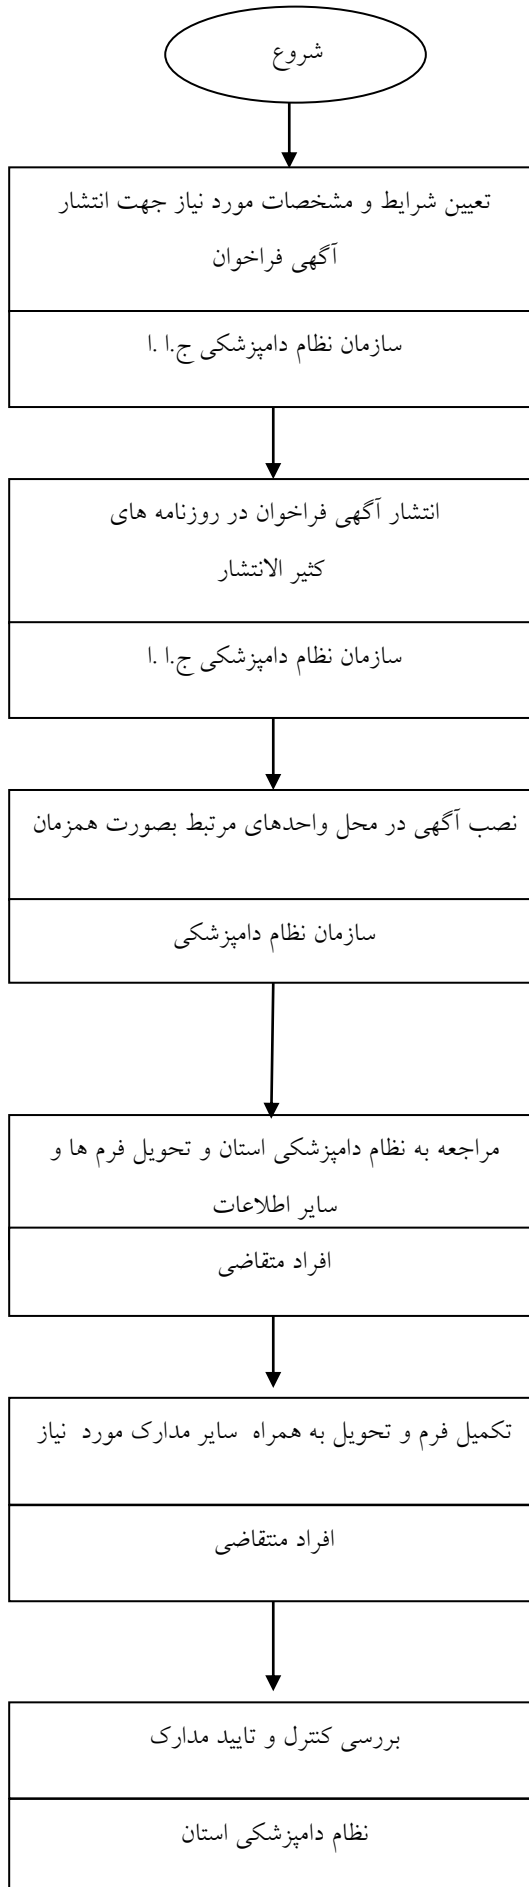 شروع
تعیین شرایط و مشخصات مورد نیاز جهت انتشار
آگهی فراخوان
سازمان نظام دامپزشکی ج.ا .ا
انتشار آگهی فراخوان در روزنامه های
کثیر الانتشار
سازمان نظام دامپزشکی ج.ا .ا
نصب آگهی در محل واحدهای مرتبط بصورت همزمان
سازمان نظام دامپزشکی
مراجعه به نظام دامپزشکی استان و تحویل فرم ها و
سایر اطلاعات
افراد متقاضی
تکمیل فرم و تحویل به همراه سایر مدارک مورد نیاز
افراد منتقاضی
بررسی کنترل و تایید مدارک
نظام دامپزشکی استان